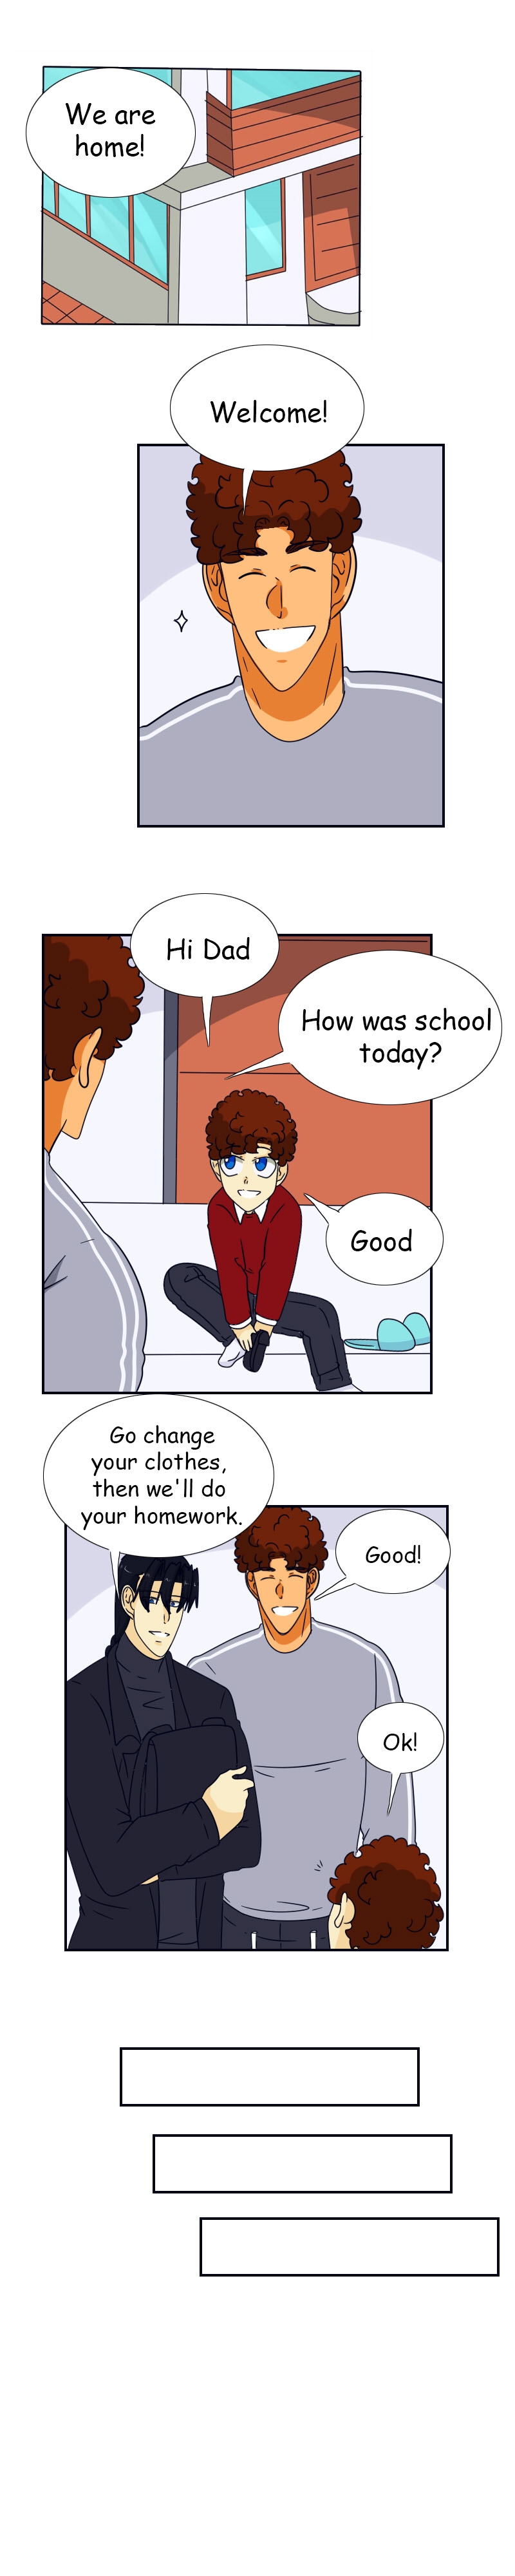 We are
home!
Welcome!
Hi Dad
How was school
today?
Good
Go change
your clothes,
then we'll do
your homework.
Good!
Ok!